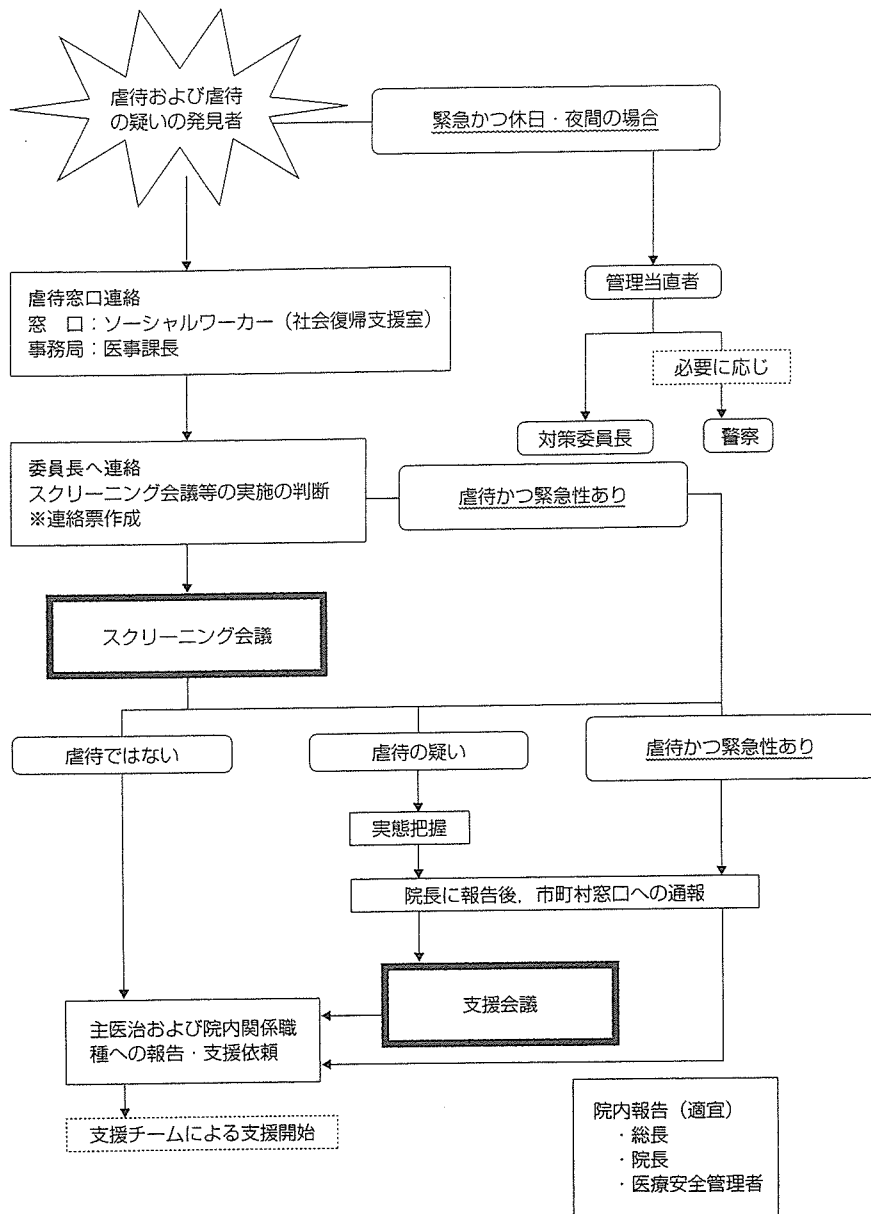 虐待および虐待
の疑いの発見者
緊急かつ休日・夜間の場合
管理当直者
必要に応じ
対策委員長
警察
虐待窓口連絡
窓　口：ソーシャルワーカー（社会復帰支援室）
事務局：医事課長
委員長へ連絡
スクリーニング会議等の実施の判断
※連絡票作成
虐待かつ緊急性あり
スクリーニング会議
虐待ではない
虐待の疑い
虐待かつ緊急性あり
実態把握
院長に報告後，市町村窓口への通報
支援会議
主医治および院内関係職
種への報告・支援依頼
支援チームによる支援開始
院内報告（適宜）
・総長
・院長
・医療安全管理者